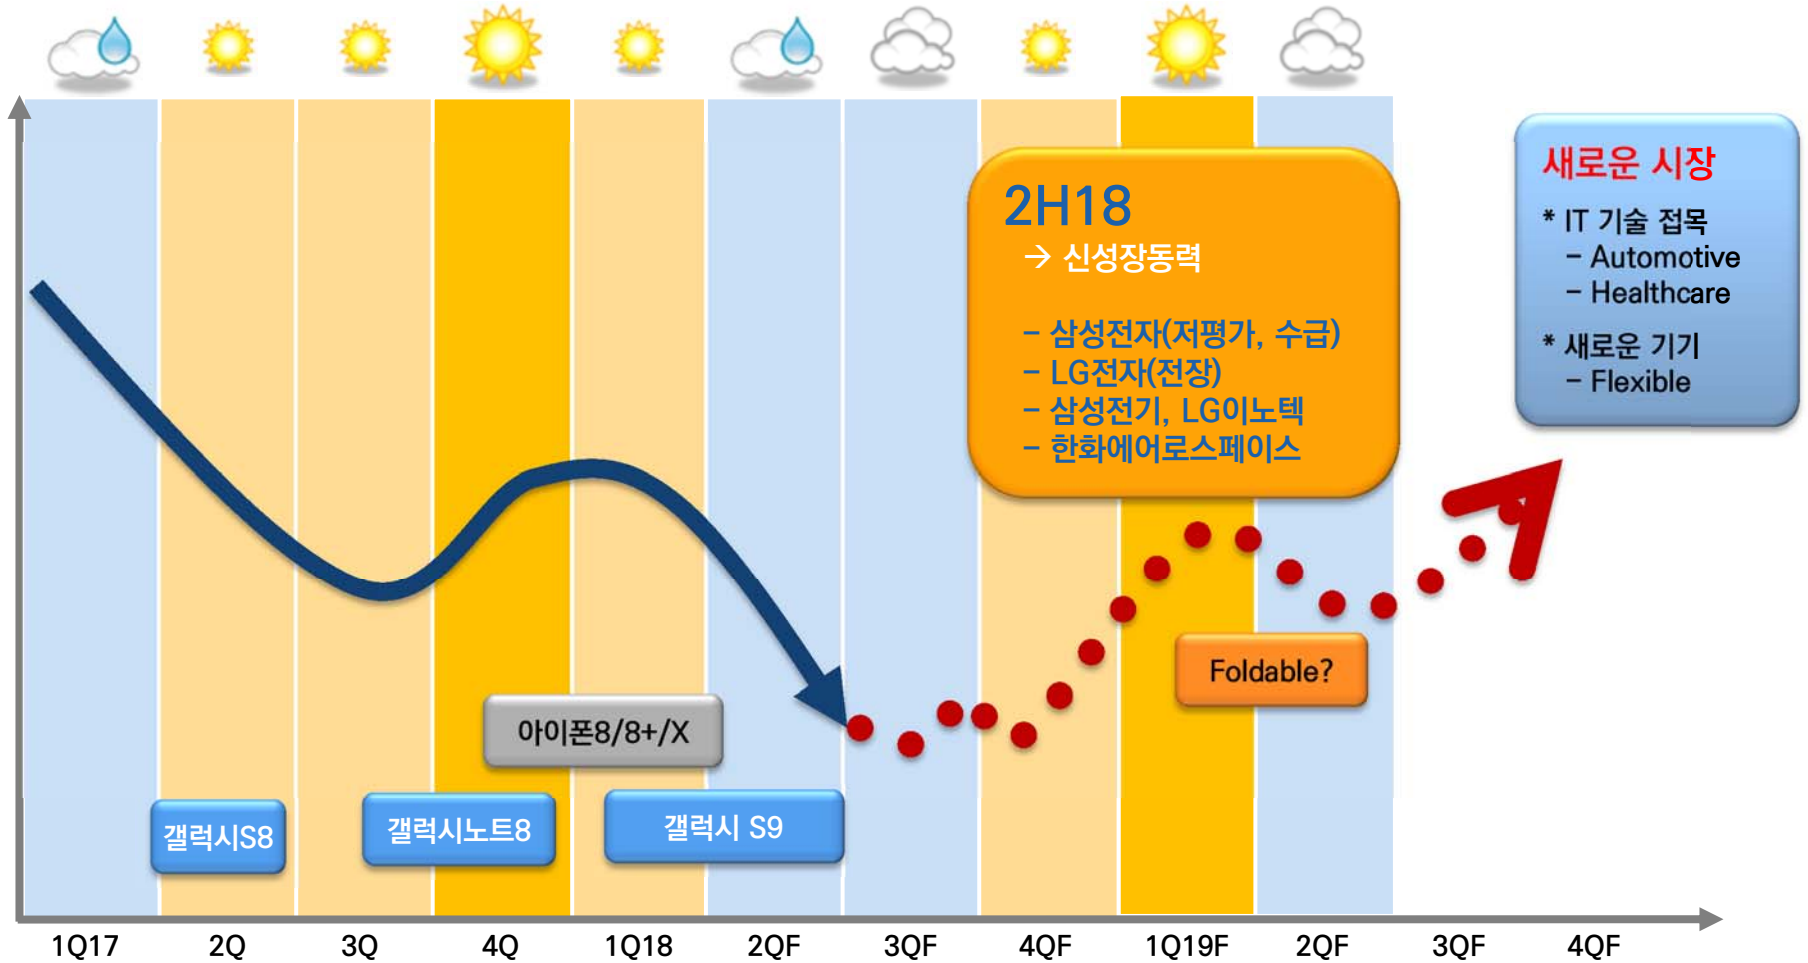 2H18
→ 신성장동력
- 삼성전자(저평가, 수급)
- LG전자(전장)
- 삼성전기, LG이노텍
- 한화에어로스페이스
새로운 시장
* IT 기술 접목
- Automotive
- Healthcare
* 새로운 기기
- Flexible
Foldable?
아이폰8/8+/X
갤럭시S8
갤럭시노트8
갤럭시 S9
1Q17 2Q 3Q 4Q 1Q18 2QF 3QF 4QF 1Q19F 2QF 3QF 4QF